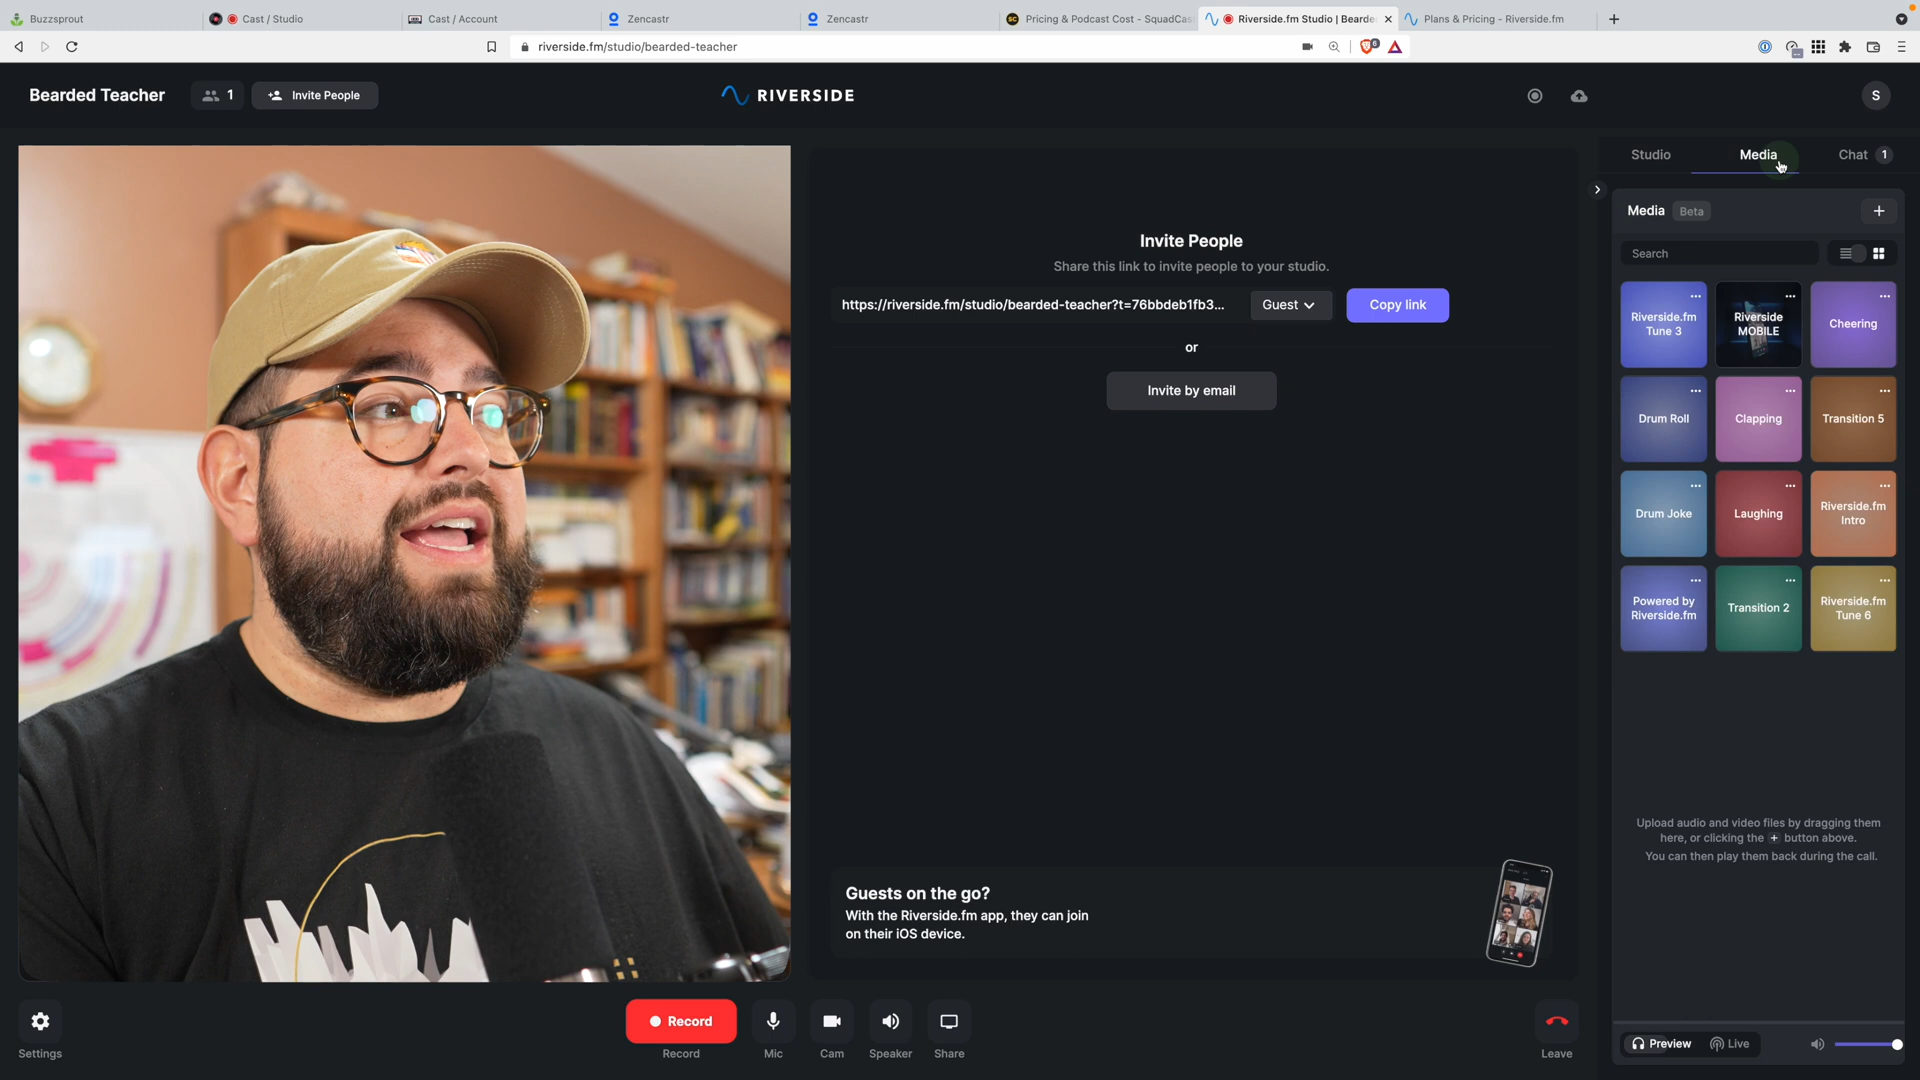 Buzzsprout
Cast / Studio
Cast / Account
Zencastr
Zencastr
Pricing & Podcast Cost - SquadCas
Riverside.fm Studio | Bearde
Plans & Pricing - Riverside.fm
riverside.fm/studio/bearded-teacher
6
Bearded Teacher
1
Invite People
RIVERSIDE
S
Studio
Media
Chat 1
Media Beta
Search
Invite People
Share this link to invite people to your studio.
https://riverside.fm/studio/bearded-teacher?t=76bbdeb1fb3...
Guest
Copy link
or
Invite by email
Riverside.fm
Tune 3
Riverside
MOBILE
Cheering
Drum Roll
Clapping
Transition 5
Drum Joke
Laughing
Riverside.fm
Intro
Powered by
Riverside.fm
Transition 2
Riverside.fm
Tune 6
Upload audio and video files by dragging them
here, or clicking the + button above.
You can then play them back during the call.
Guests on the go?
With the Riverside.fm app, they can join
on their iOS device.
Record
Settings
Record
Mic
Cam
Speaker
Share
Leave
Preview
Live